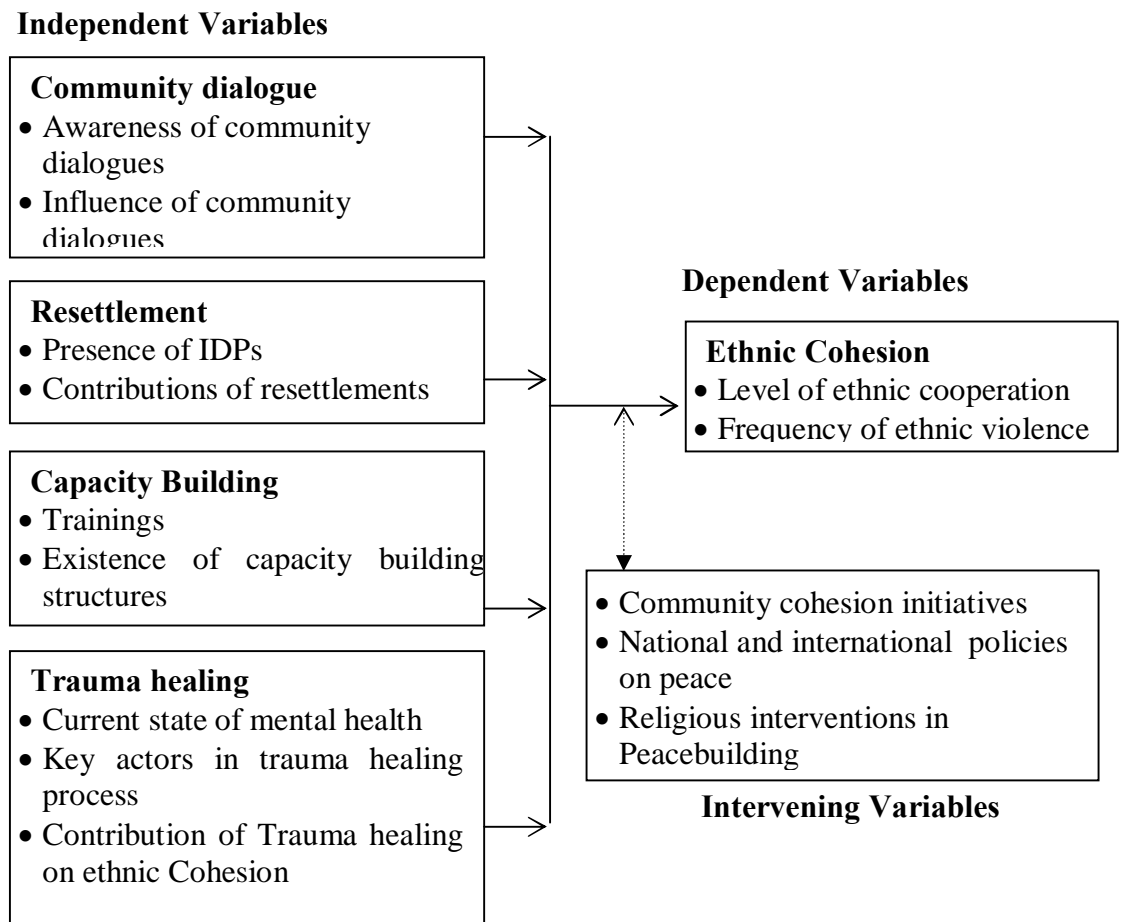 Independent Variables
Community dialogue
• Awareness of community
dialogues
• Influence of community
dialogues
Resettlement
• Presence of IDPs
• Contributions of resettlements
Capacity Building
• Trainings
• Existence of capacity building
structures
Trauma healing
• Current state of mental health
• Key actors in trauma healing
process
• Contribution of Trauma healing
on ethnic Cohesion
Dependent Variables
Ethnic Cohesion
• Level of ethnic cooperation
• Frequency of ethnic violence
• Community cohesion initiatives
• National and international policies
on peace
• Religious interventions in
Peacebuilding
Intervening Variables